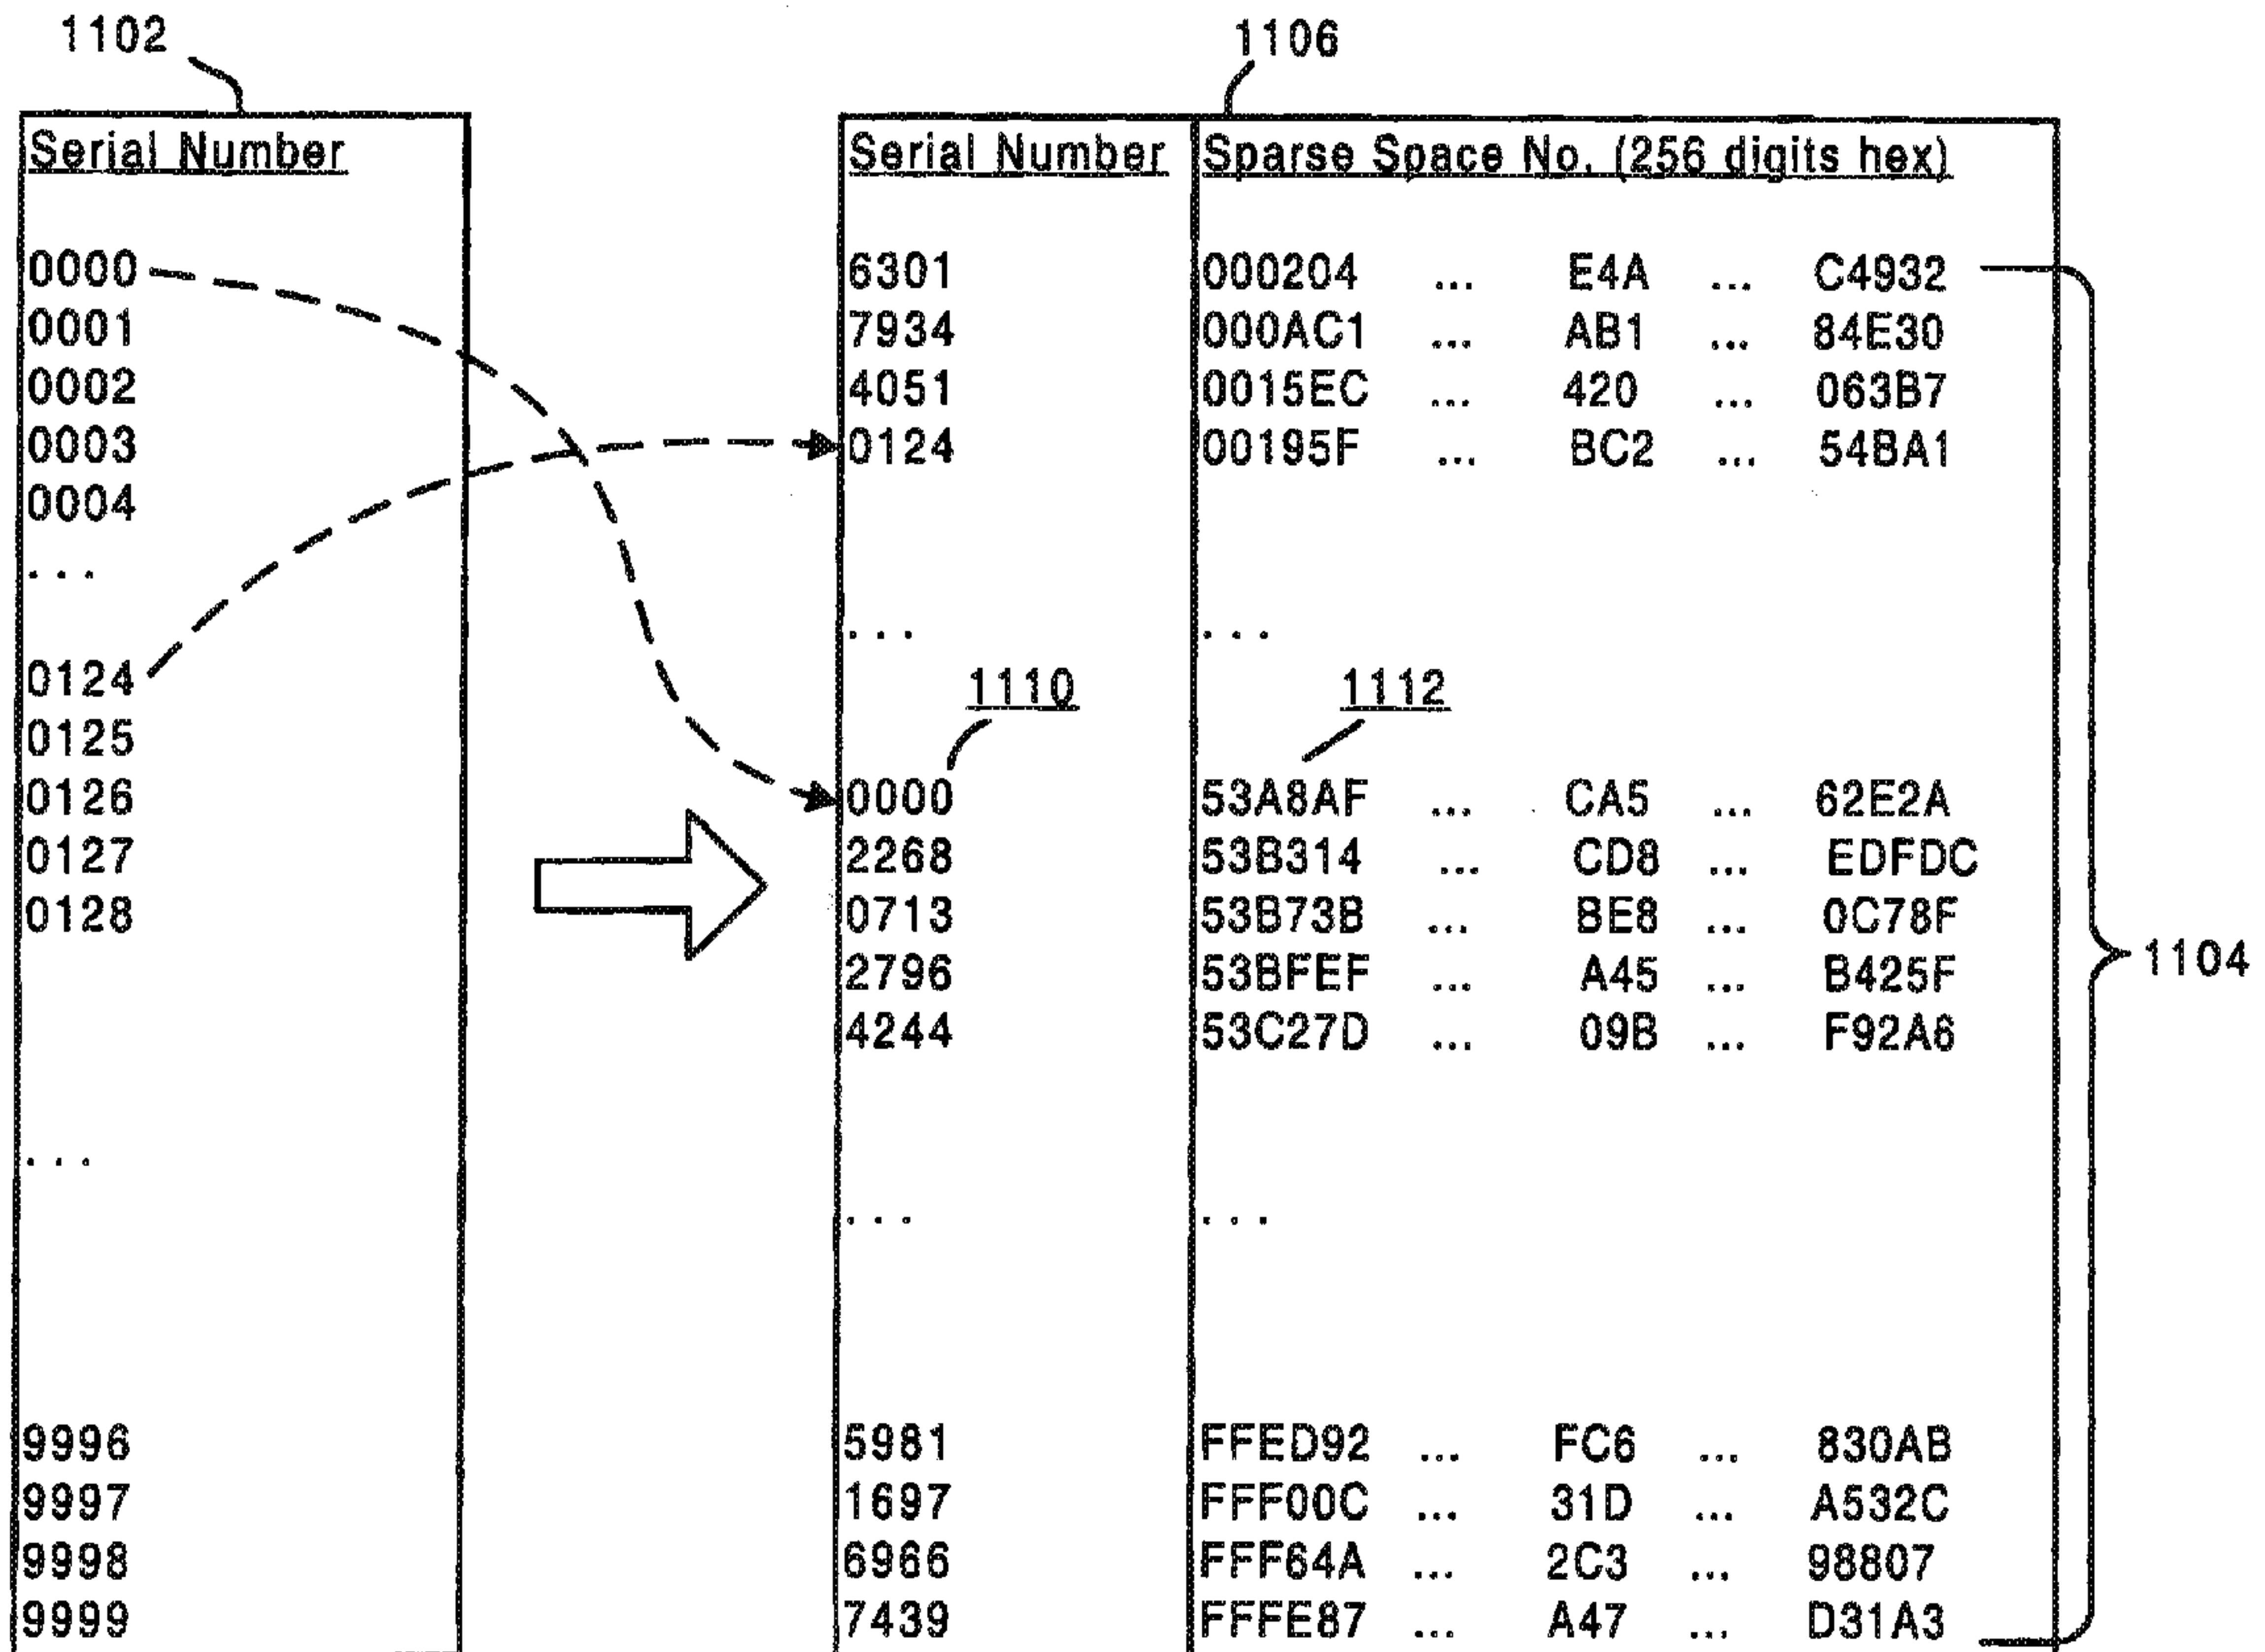 1102
1106
Serial Number
Serial Number Sparse Space No. (256 digits hex)
0000 6301 000204 ... E4A ... C4932
0001 7934 000AC1 ... AB1 ... 84E30
0002 4051 0015EC ... 420 ... 063B7
0003 0124 00195F ... BC2 ... 54BA1
0004
...
... ...
0124 1110 1112
0125
0126 0000 53A8AF ... CA5 ... 62E2A
0127 2268 53B314 ... CD8 ... EDFDC
0128 0713 53B73B ... BE8 ... 0C78F
2796 53BFEF ... A45 ... B425F
1104
4244 53C27D ... 09B ... F92A6
...
... ...
9996 5981 FFED92 ... FC6 ... 830AB
9997 1697 FFF00C ... 31D ... A532C
9998 6966 FFF64A ... 2C3 ... 98807
9999 7439 FFFE87 ... A47 ... D31A3